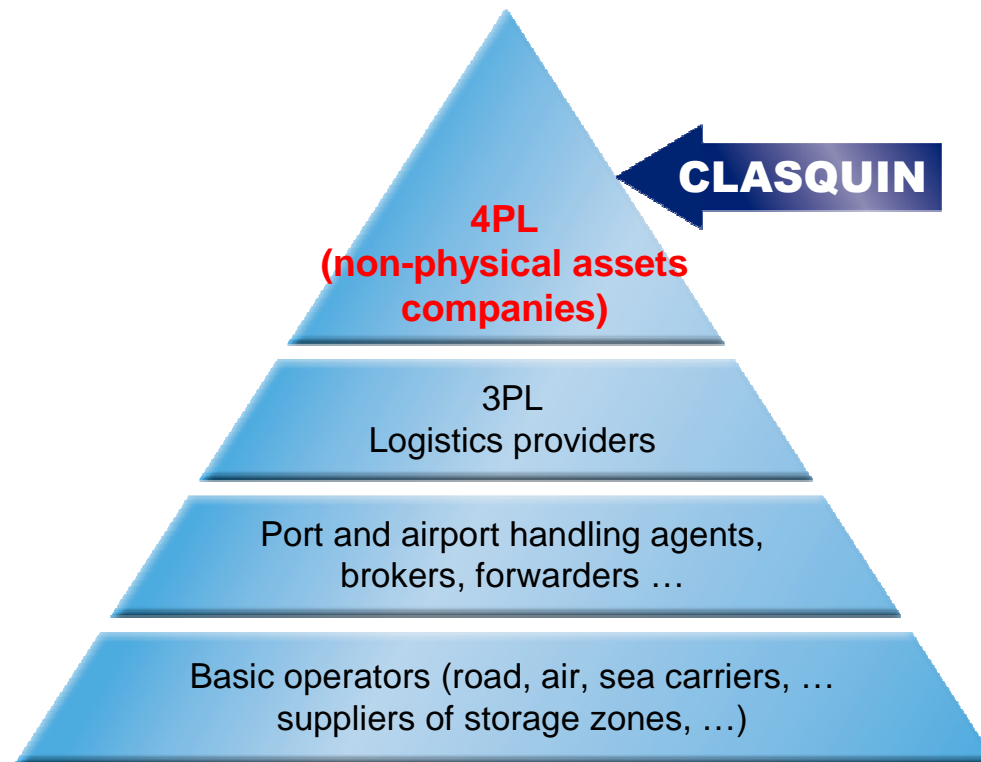 CLASQUIN
4PL
(non-physical assets
companies)
3PL
Logistics providers
Port and airport handling agents,
brokers, forwarders …
Basic operators (road, air, sea carriers, …
suppliers of storage zones, …)